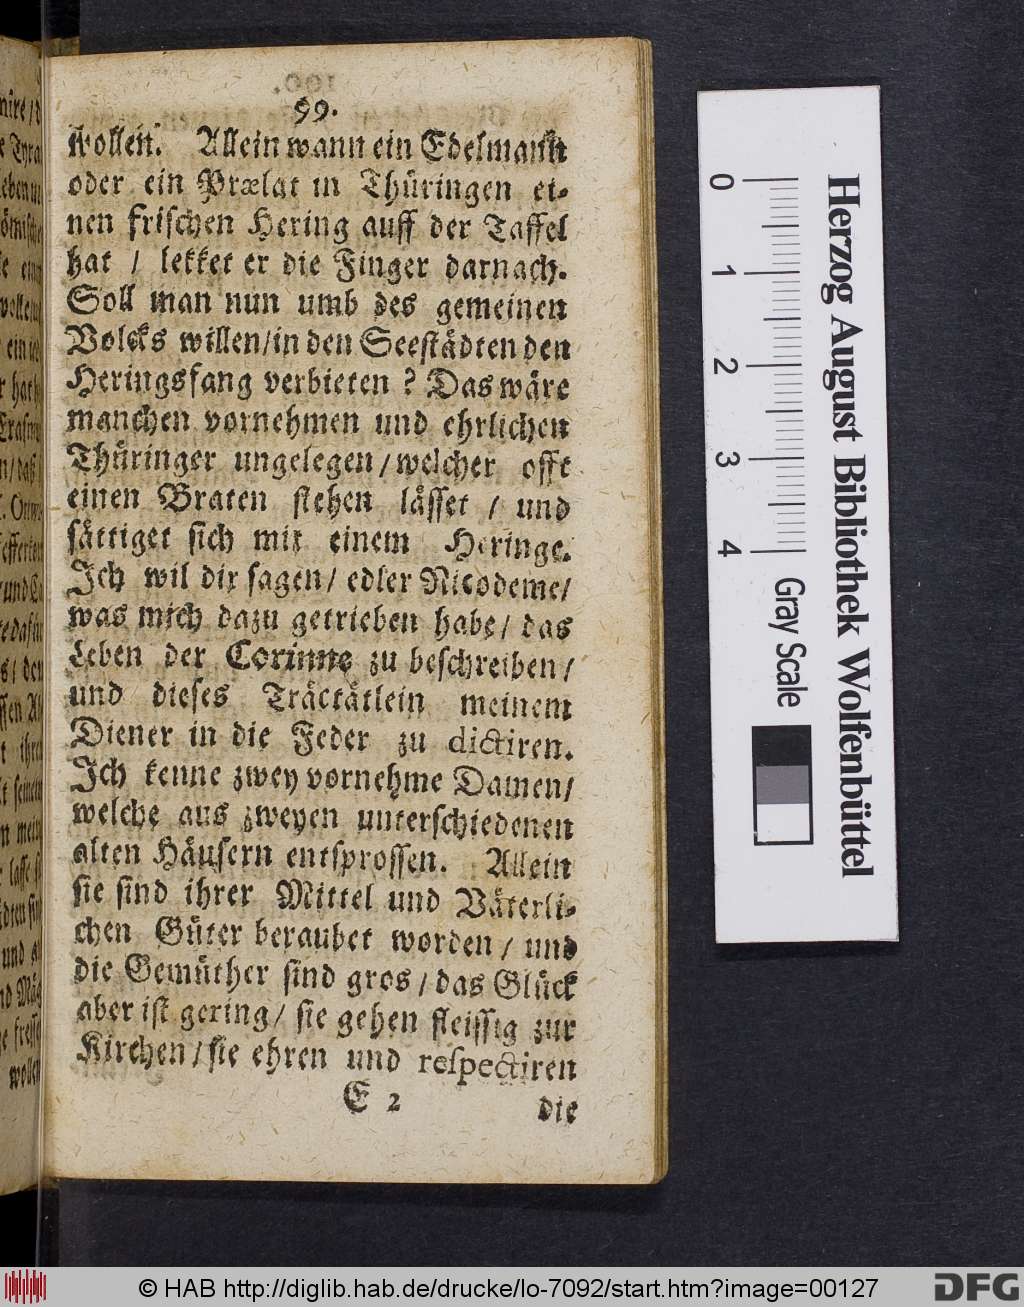 99.
wollen. Allein wann ein Edelmann
oder ein Prælat in Thüringen ei-
nen frischen Hering auff der Taffel
hat / lekket er die Finger darnach.
Soll man nun umb des gemeinen
Volcks willen/in den Seestädten den
Heringsfang verbieten ? Das wäre
manchen vornehmen und ehrlichen
Thüringer ungelegen/welcher offt
einen Braten stehen lässet / und
sättiget sich mit einem Heringe.
Ich wil dir sagen/ edler Nicodeme/
was mich dazu getrieben habe/ das
Leben der Corinne zu beschreiben/
und dieses Träctätlein meinem
Diener in die Feder zu dictiren.
Ich kenne zwey vornehme Damen/
welche aus zweyen unterschiedenen
alten Häusern entsprossen. Allein
sie sind ihrer Mittel und Väterli-
chen Güter beraubet worden / und
die Gemüther sind gros / das Glück
aber ist gering/ sie gehen fleissig zur
Kirchen/sie ehren und respectiren
E 2 die
0 1 2 3 4
Herzog August Bibliothek Wolfenbüttel
Gray Scale
© HAB http://diglib.hab.de/drucke/lo-7092/start.htm?image=00127
DFG